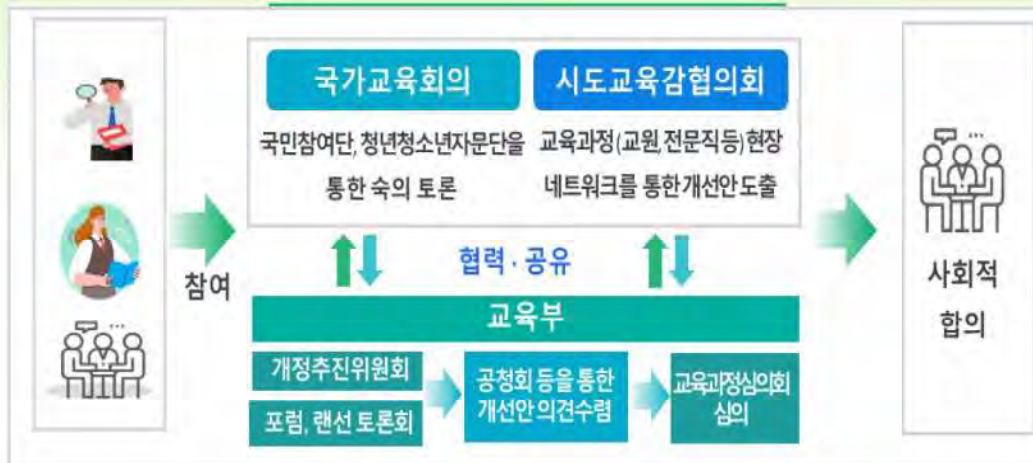 참여
국가교육회의
국민참여단, 청년청소년자문단을
통한 숙의 토론
시도교육감협의회
교육과정(교원, 전문직등) 현장
네트워크를 통한 개선안 도출
협력·공유
교육부
개정추진위원회
포럼, 랜선 토론회
공청회 등을 통한
개선안 의견수렴
교육과정심의회
심의
사회적
합의